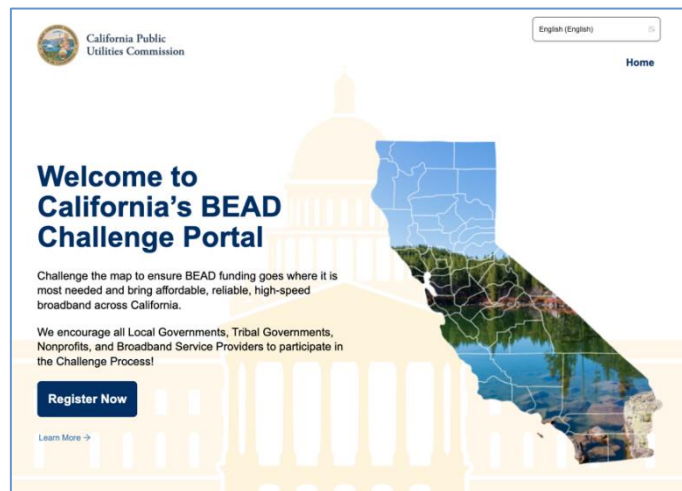 California Public
Utilities Commission
English (English)
Home
Welcome to
California's BEAD
Challenge Portal
Challenge the map to ensure BEAD funding goes where it is
most needed and bring affordable, reliable, high-speed
broadband across California.
We encourage all Local Governments, Tribal Governments,
Nonprofits, and Broadband Service Providers to participate in
the Challenge Process!
Register Now
Learn More →